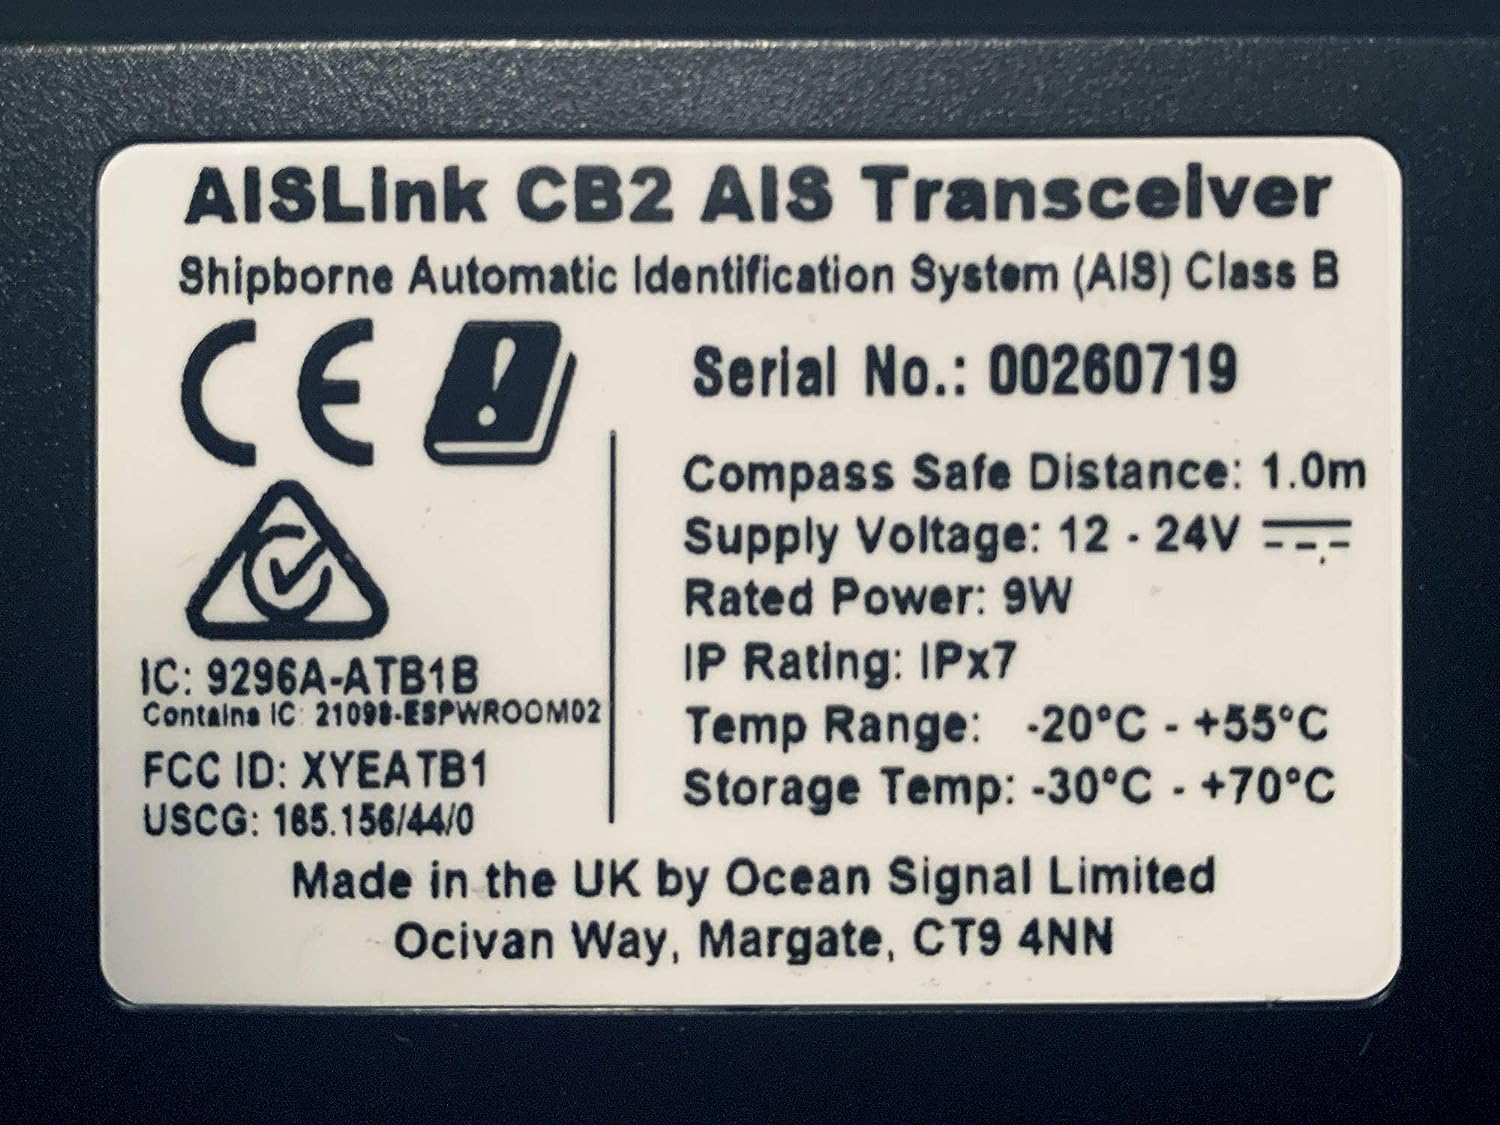 AISLink CB2 AIS Transceiver
Shipborne Automatic Identification System (AIS) Class B
CE
Serial No.: 00260719
Compass Safe Distance: 1.0m
Supply Voltage: 12 - 24V
Rated Power: 9W
IP Rating: IPx7
Temp Range: -20°C - +55°C
Storage Temp: -30°C - +70°C
IC: 9296A-ATB1B
Contains IC: 21098-ESPWROOM02
FCC ID: XYEATB1
USCG: 165.156/44/0
Made in the UK by Ocean Signal Limited
Ocivan Way, Margate, CT9 4NN